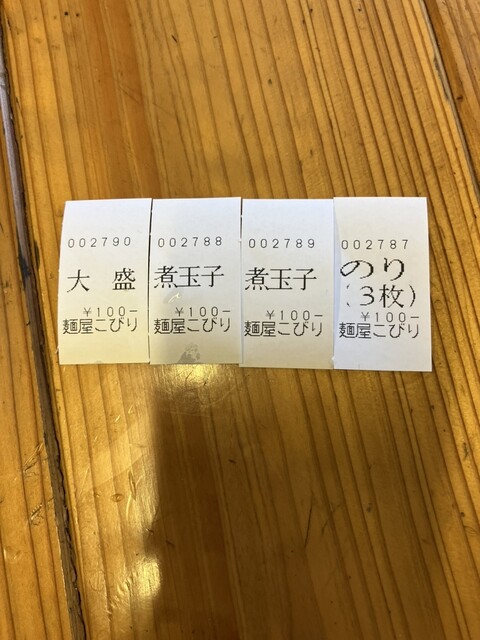 002790
大　盛
￥100−
麺屋こびり
002788
煮玉子
￥100−
麺屋こびり
002789
煮玉子
￥100−
麺屋こびり
002787
のり
(3枚)
￥100−
麺屋こびり